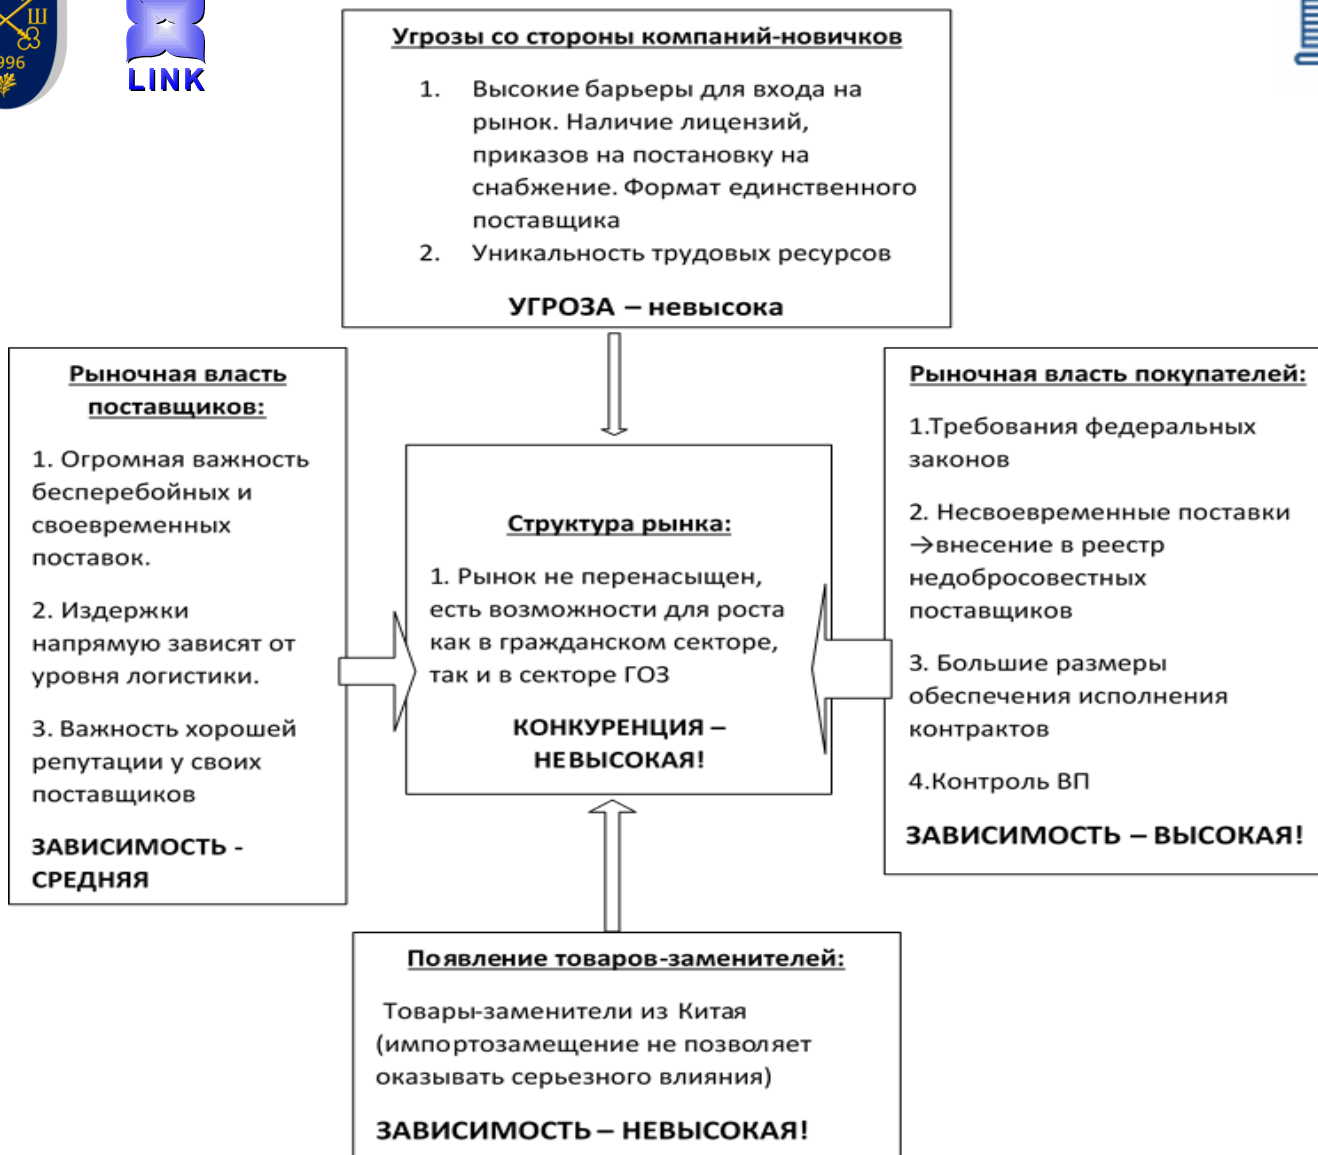 Ш
1996
LINK
Угрозы со стороны компаний-новичков
1. Высокие барьеры для входа на
рынок. Наличие лицензий,
приказов на постановку на
снабжение. Формат единственного
поставщика
2. Уникальность трудовых ресурсов
УГРОЗА – невысока
Рыночная власть
поставщиков:
1. Огромная важность
бесперебойных и
своевременных
поставок.
2. Издержки
напрямую зависят от
уровня логистики.
3. Важность хорошей
репутации у своих
поставщиков
ЗАВИСИМОСТЬ -
СРЕДНЯЯ
Структура рынка:
1. Рынок не перенасыщен,
есть возможности для роста
как в гражданском секторе,
так и в секторе ГОЗ
КОНКУРЕНЦИЯ –
НЕВЫСОКАЯ!
Рыночная власть покупателей:
1.Требования федеральных
законов
2. Несвоевременные поставки
→внесение в реестр
недобросовестных
поставщиков
3. Большие размеры
обеспечения исполнения
контрактов
4.Контроль ВП
ЗАВИСИМОСТЬ – ВЫСОКАЯ!
Появление товаров-заменителей:
Товары-заменители из Китая
(импортозамещение не позволяет
оказывать серьезного влияния)
ЗАВИСИМОСТЬ – НЕВЫСОКАЯ!